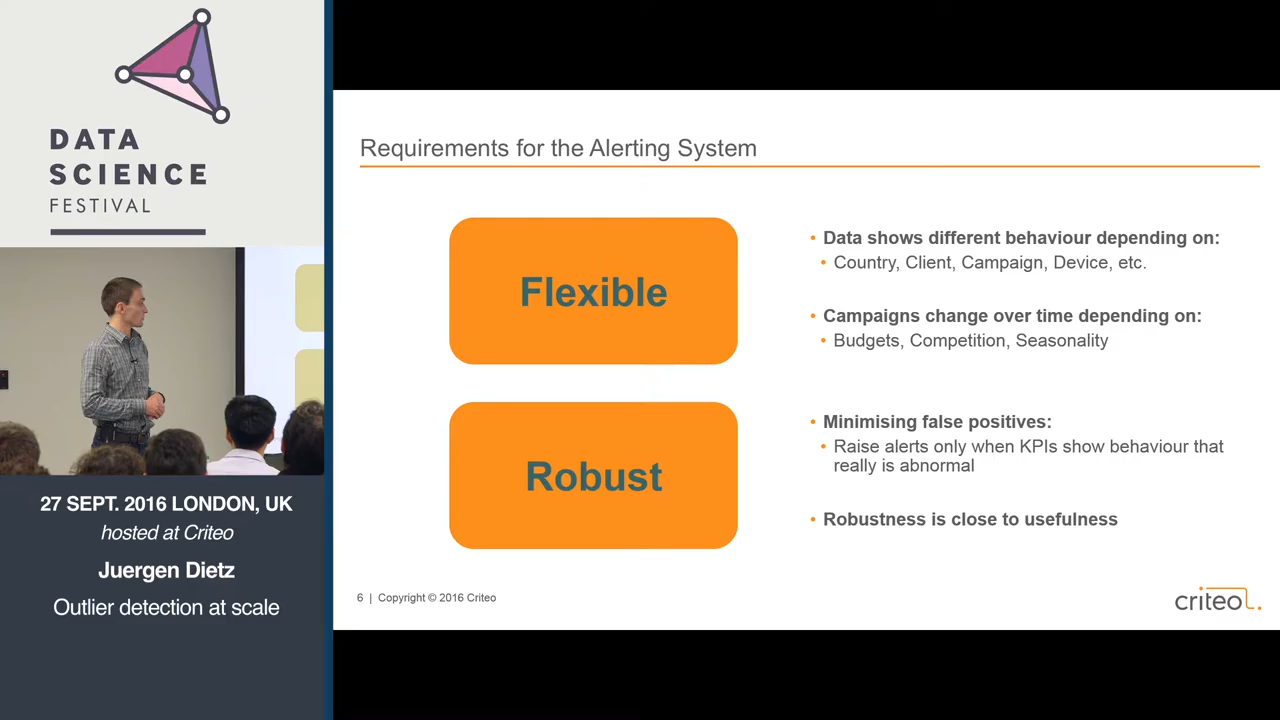 DATA
SCIENCE
FESTIVAL
27 SEPT. 2016 LONDON, UK
hosted at Criteo
Juergen Dietz
Outlier detection at scale
Requirements for the Alerting System
Flexible
• Data shows different behaviour depending on:
• Country, Client, Campaign, Device, etc.
• Campaigns change over time depending on:
• Budgets, Competition, Seasonality
Robust
• Minimising false positives:
• Raise alerts only when KPIs show behaviour that
really is abnormal
• Robustness is close to usefulness
6 | Copyright © 2016 Criteo
criteo